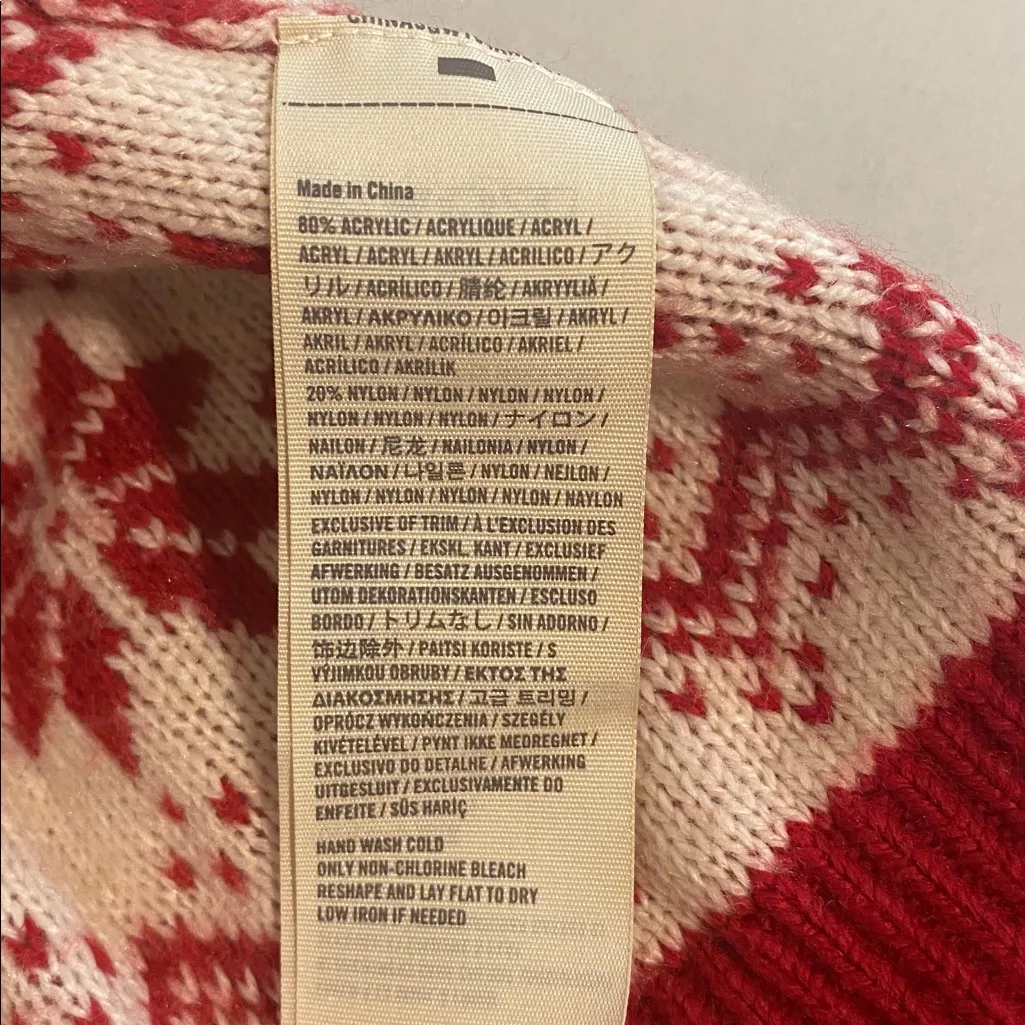 Made in China
80% ACRYLIC / ACRYLIQUE / ACRYL /
ACRYL / ACRYL / AKRYL / ACRILICO / アク
リル / ACRÍLICO / 腈纶 / AKRYYLIÄ /
AKRYL / ΑΚΡΥΛΙΚΟ / 아크릴 / AKRYL /
AKRIL / AKRYL / ACRÍLICO / AKRIEL /
ACRÍLICO / AKRİLİK
20% NYLON / NYLON / NYLON / NYLON /
NYLON / NYLON / NYLON / ナイロン /
NAILON / 尼龙 / NAILONIA / NYLON /
ΝΑΪΛΟΝ / 나일론 / NYLON / NEJLON /
NYLON / NYLON / NYLON / NYLON / NAYLON
EXCLUSIVE OF TRIM / À L'EXCLUSION DES
GARNITURES / EKSKL. KANT / EXCLUSIEF
AFWERKING / BESATZ AUSGENOMMEN /
UTOM DEKORATIONSKANTEN / ESCLUSO
BORDO / トリムなし / SIN ADORNO /
饰边除外 / PAITSI KORISTE / S
VÝJIMKOU OBRUBY / ΕΚΤΟΣ ΤΗΣ
ΔΙΑΚΟΣΜΗΣΗΣ / 고급 트리밍 /
OPRÓCZ WYKOŃCZENIA / SZEGÉLY
KIVÉTELÉVEL / PYNT IKKE MEDREGNET /
EXCLUSIVO DO DETALHE / AFWERKING
UITGESLUIT / EXCLUSIVAMENTE DO
ENFEITE / SÜS HARİÇ
HAND WASH COLD
ONLY NON-CHLORINE BLEACH
RESHAPE AND LAY FLAT TO DRY
LOW IRON IF NEEDED